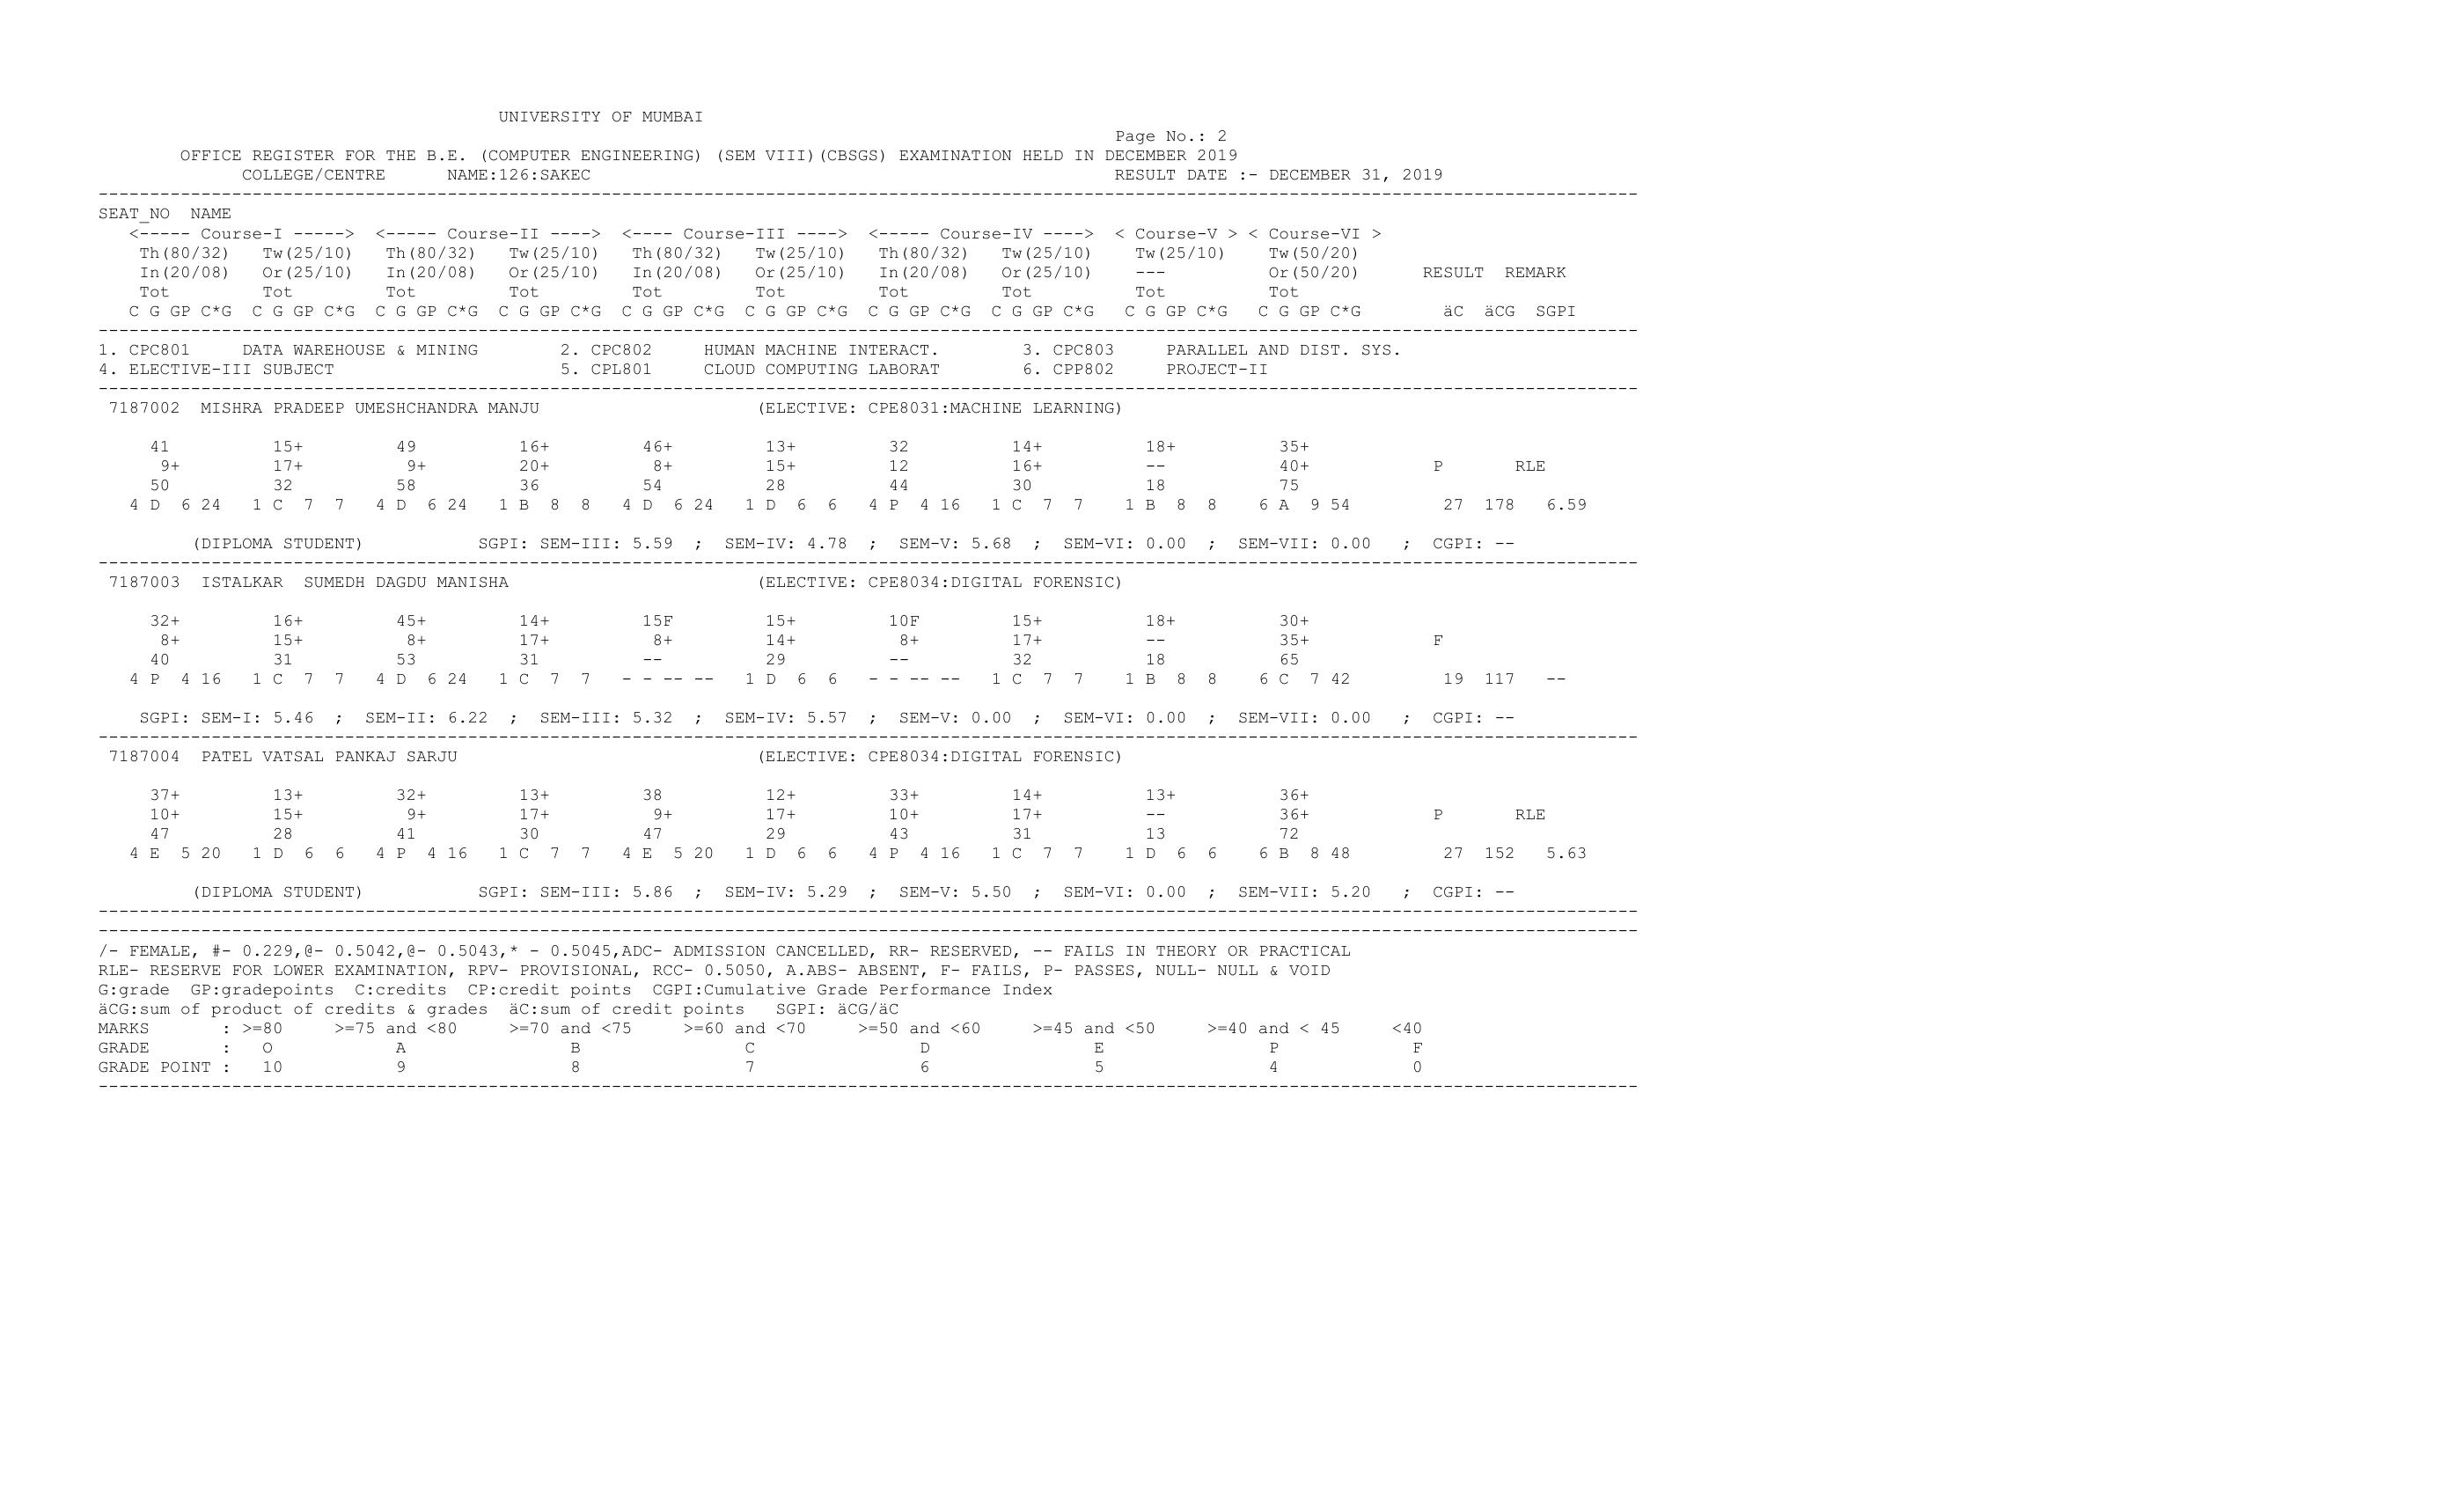 UNIVERSITY OF MUMBAI
Page No.: 2
OFFICE REGISTER FOR THE B.E. (COMPUTER ENGINEERING) (SEM VIII)(CBSGS) EXAMINATION HELD IN DECEMBER 2019
COLLEGE/CENTRE NAME:126:SAKEC RESULT DATE :- DECEMBER 31, 2019
SEAT_NO NAME
<----- Course-I -----> <----- Course-II ----> <---- Course-III ----> <----- Course-IV ----> < Course-V > < Course-VI >
Th(80/32) Tw(25/10) Th(80/32) Tw(25/10) Th(80/32) Tw(25/10) Th(80/32) Tw(25/10) Tw(25/10) Tw(50/20)
In(20/08) Or(25/10) In(20/08) Or(25/10) In(20/08) Or(25/10) In(20/08) Or(25/10) --- Or(50/20) RESULT REMARK
Tot Tot Tot Tot Tot Tot Tot Tot Tot Tot
C G GP C*G C G GP C*G C G GP C*G C G GP C*G C G GP C*G C G GP C*G C G GP C*G C G GP C*G C G GP C*G C G GP C*G äC äCG SGPI
1. CPC801 DATA WAREHOUSE & MINING 2. CPC802 HUMAN MACHINE INTERACT. 3. CPC803 PARALLEL AND DIST. SYS.
4. ELECTIVE-III SUBJECT 5. CPL801 CLOUD COMPUTING LABORAT 6. CPP802 PROJECT-II
7187002 MISHRA PRADEEP UMESHCHANDRA MANJU (ELECTIVE: CPE8031:MACHINE LEARNING)
41 15+ 49 16+ 46+ 13+ 32 14+ 18+ 35+
9+ 17+ 9+ 20+ 8+ 15+ 12 16+ -- 40+ P RLE
50 32 58 36 54 28 44 30 18 75
4 D 6 24 1 C 7 7 4 D 6 24 1 B 8 8 4 D 6 24 1 D 6 6 4 P 4 16 1 C 7 7 1 B 8 8 6 A 9 54 27 178 6.59
(DIPLOMA STUDENT) SGPI: SEM-III: 5.59 ; SEM-IV: 4.78 ; SEM-V: 5.68 ; SEM-VI: 0.00 ; SEM-VII: 0.00 ; CGPI: --
7187003 ISTALKAR SUMEDH DAGDU MANISHA (ELECTIVE: CPE8034:DIGITAL FORENSIC)
32+ 16+ 45+ 14+ 15F 15+ 10F 15+ 18+ 30+
8+ 15+ 8+ 17+ 8+ 14+ 8+ 17+ -- 35+ F
40 31 53 31 -- 29 -- 32 18 65
4 P 4 16 1 C 7 7 4 D 6 24 1 C 7 7 - - -- -- 1 D 6 6 - - -- -- 1 C 7 7 1 B 8 8 6 C 7 42 19 117 --
SGPI: SEM-I: 5.46 ; SEM-II: 6.22 ; SEM-III: 5.32 ; SEM-IV: 5.57 ; SEM-V: 0.00 ; SEM-VI: 0.00 ; SEM-VII: 0.00 ; CGPI: --
7187004 PATEL VATSAL PANKAJ SARJU (ELECTIVE: CPE8034:DIGITAL FORENSIC)
37+ 13+ 32+ 13+ 38 12+ 33+ 14+ 13+ 36+
10+ 15+ 9+ 17+ 9+ 17+ 10+ 17+ -- 36+ P RLE
47 28 41 30 47 29 43 31 13 72
4 E 5 20 1 D 6 6 4 P 4 16 1 C 7 7 4 E 5 20 1 D 6 6 4 P 4 16 1 C 7 7 1 D 6 6 6 B 8 48 27 152 5.63
(DIPLOMA STUDENT) SGPI: SEM-III: 5.86 ; SEM-IV: 5.29 ; SEM-V: 5.50 ; SEM-VI: 0.00 ; SEM-VII: 5.20 ; CGPI: --
/- FEMALE, #- 0.229,@- 0.5042,@- 0.5043,* - 0.5045,ADC- ADMISSION CANCELLED, RR- RESERVED, -- FAILS IN THEORY OR PRACTICAL
RLE- RESERVE FOR LOWER EXAMINATION, RPV- PROVISIONAL, RCC- 0.5050, A.ABS- ABSENT, F- FAILS, P- PASSES, NULL- NULL & VOID
G:grade GP:gradepoints C:credits CP:credit points CGPI:Cumulative Grade Performance Index
äCG:sum of product of credits & grades äC:sum of credit points SGPI: äCG/äC
MARKS : >=80 >=75 and <80 >=70 and <75 >=60 and <70 >=50 and <60 >=45 and <50 >=40 and < 45 <40
GRADE : O A B C D E P F
GRADE POINT : 10 9 8 7 6 5 4 0